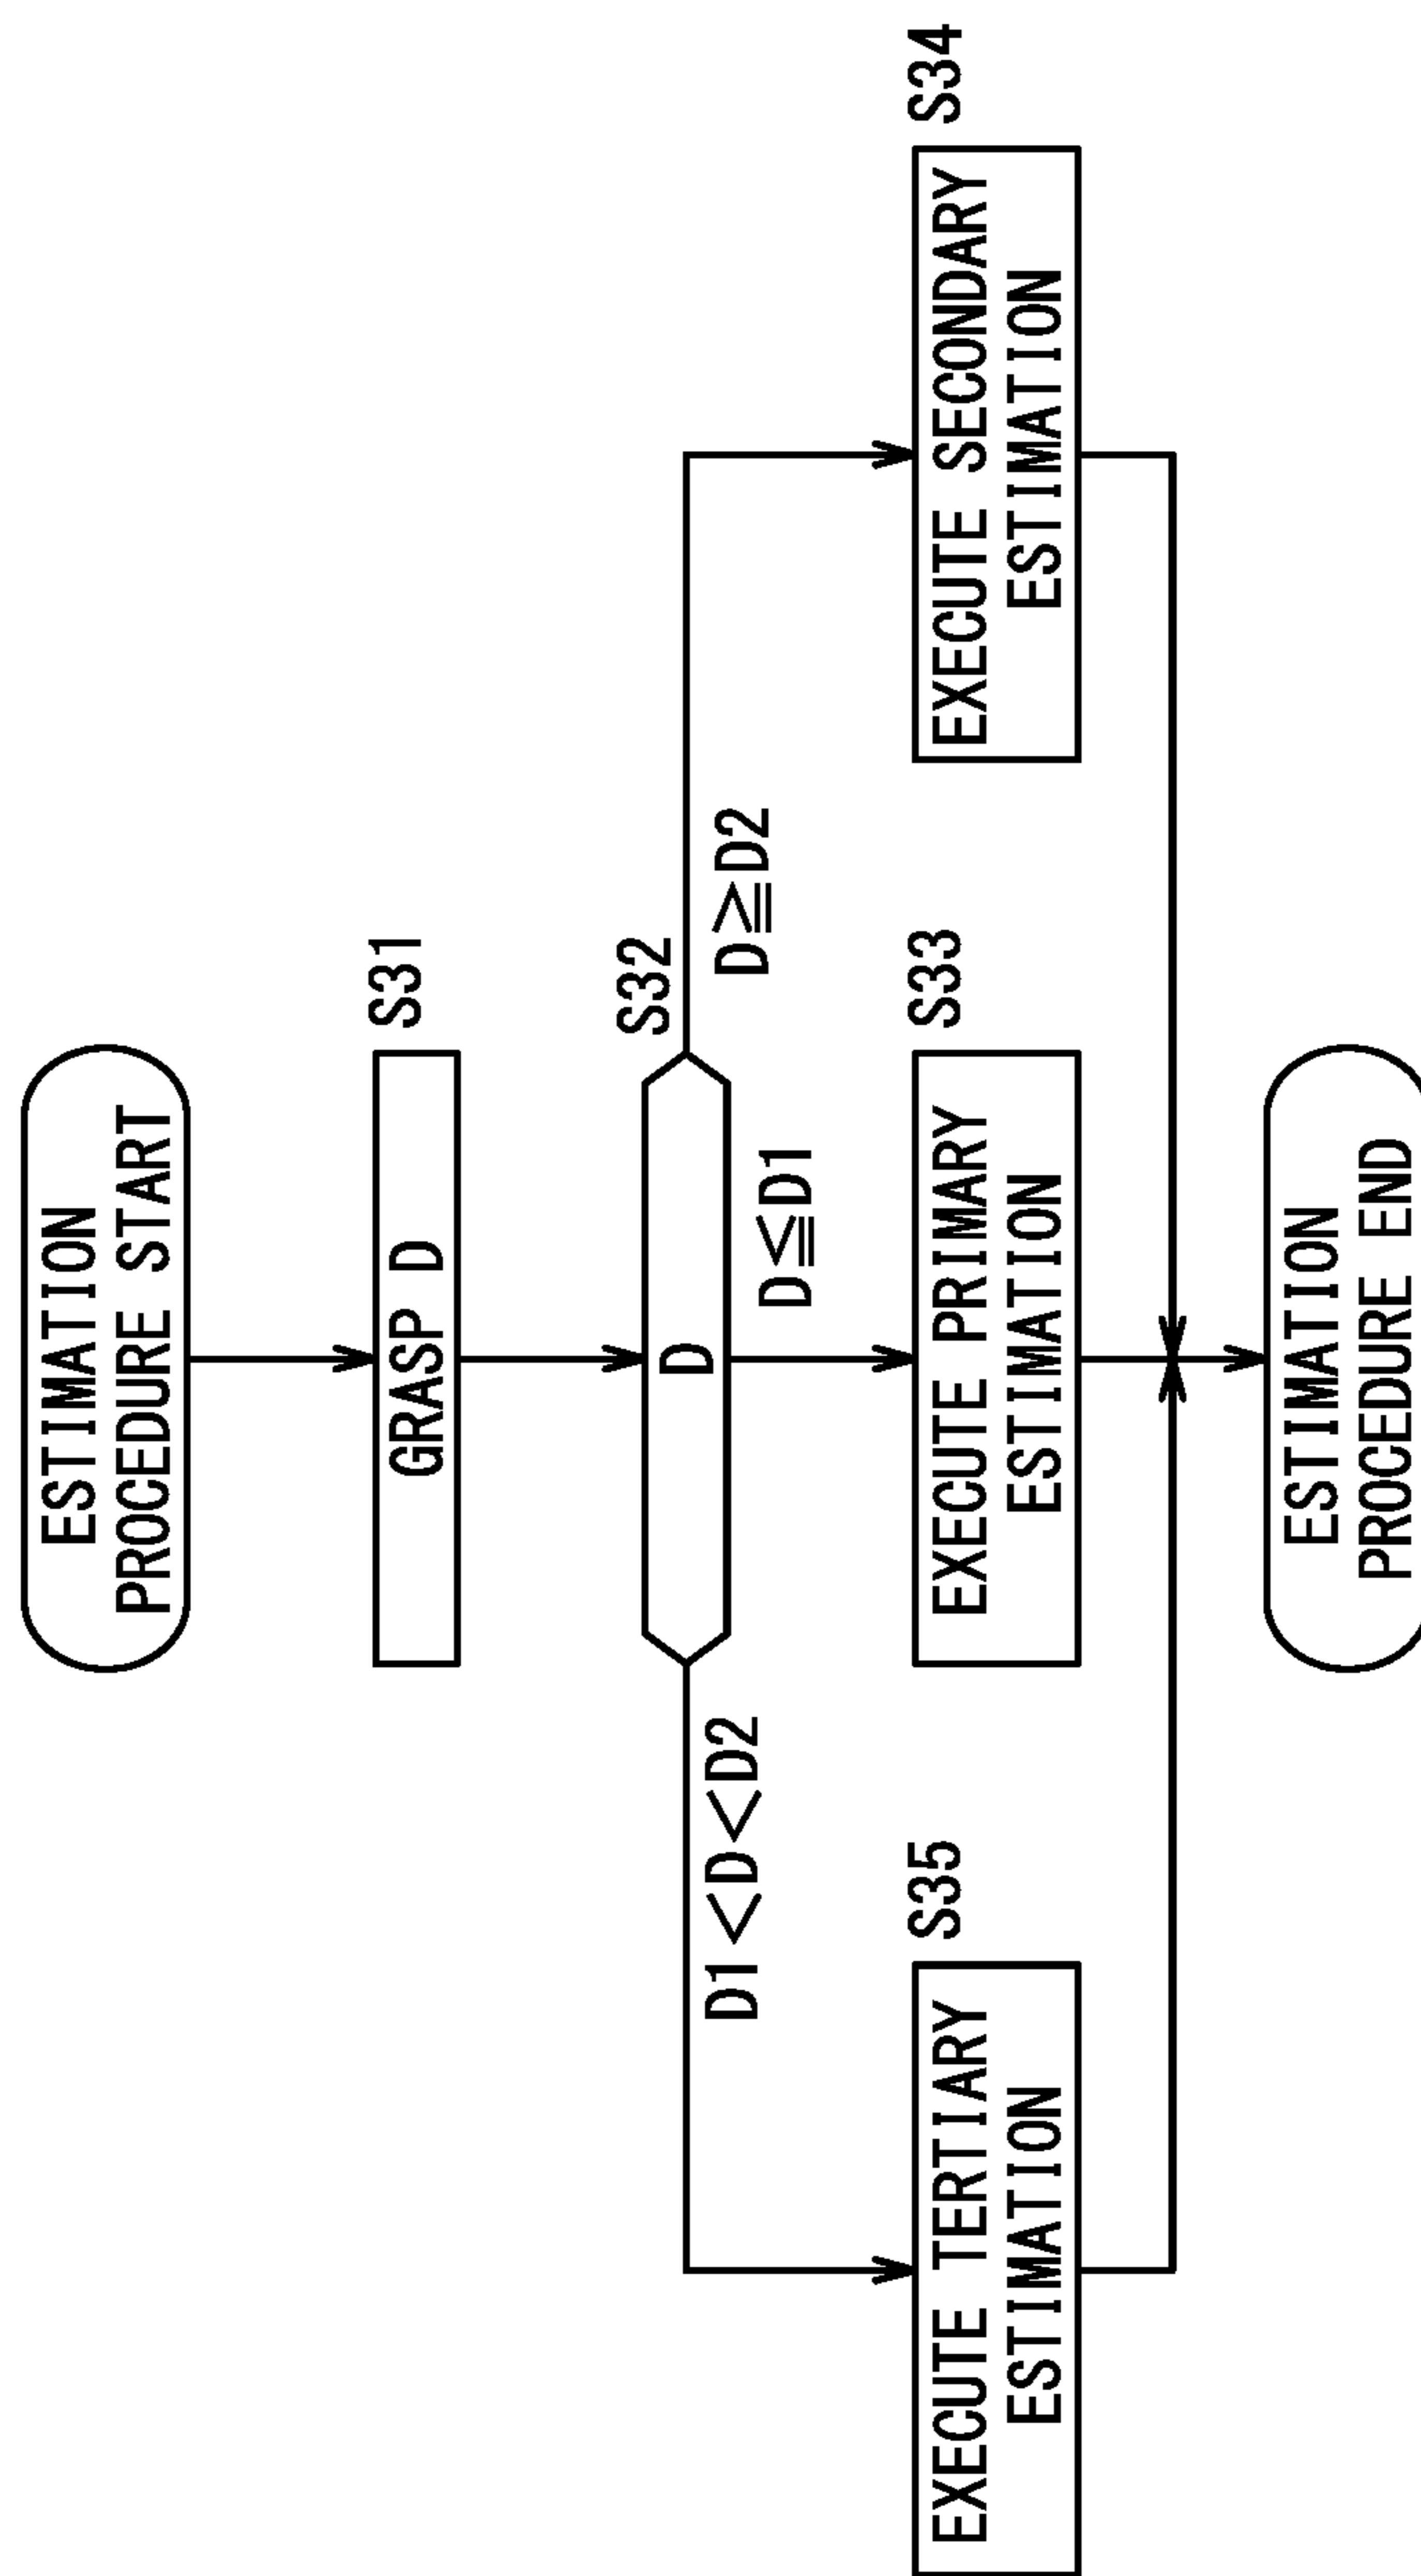 ESTIMATION
PROCEDURE START
S31
GRASP D
S32
D
D1<D<D2
D≦D1
D≧D2
S35
EXECUTE TERTIARY
ESTIMATION
S33
EXECUTE PRIMARY
ESTIMATION
S34
EXECUTE SECONDARY
ESTIMATION
ESTIMATION
PROCEDURE END